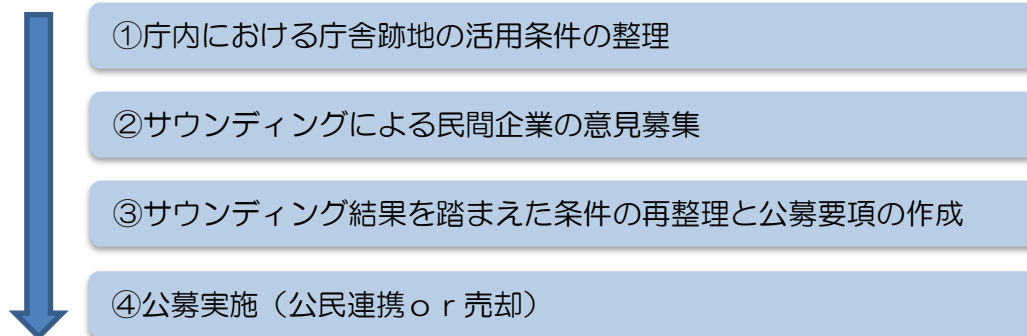 ①庁内における庁舎跡地の活用条件の整理
②サウンディングによる民間企業の意見募集
③サウンディング結果を踏まえた条件の再整理と公募要項の作成
④公募実施（公民連携ｏｒ売却）